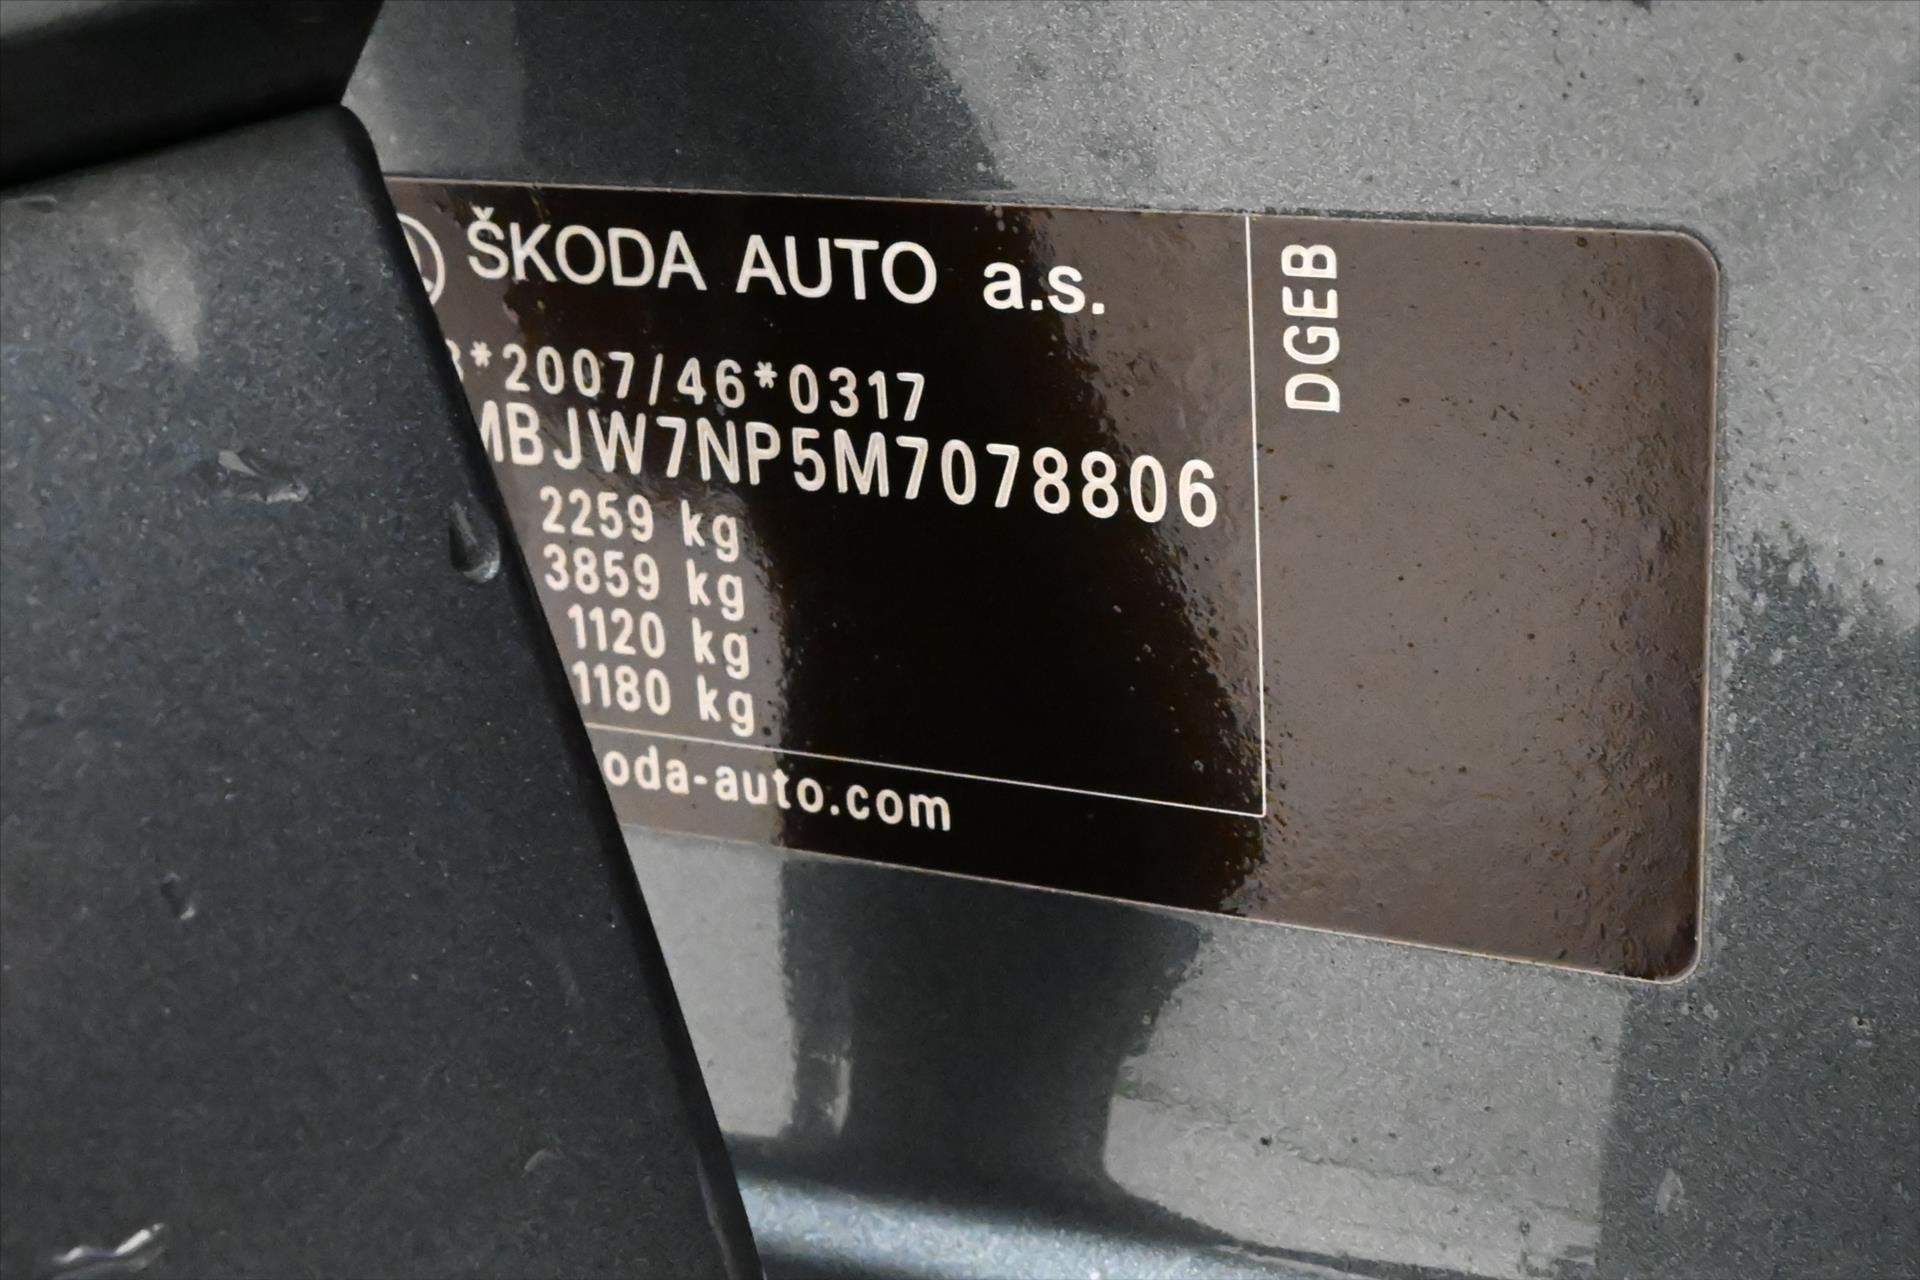 ŠKODA AUTO a.s.
*2007/46*0317
MBJW7NP5M7078806
2259 kg
3859 kg
1120 kg
1180 kg
oda-auto.com
DGEB